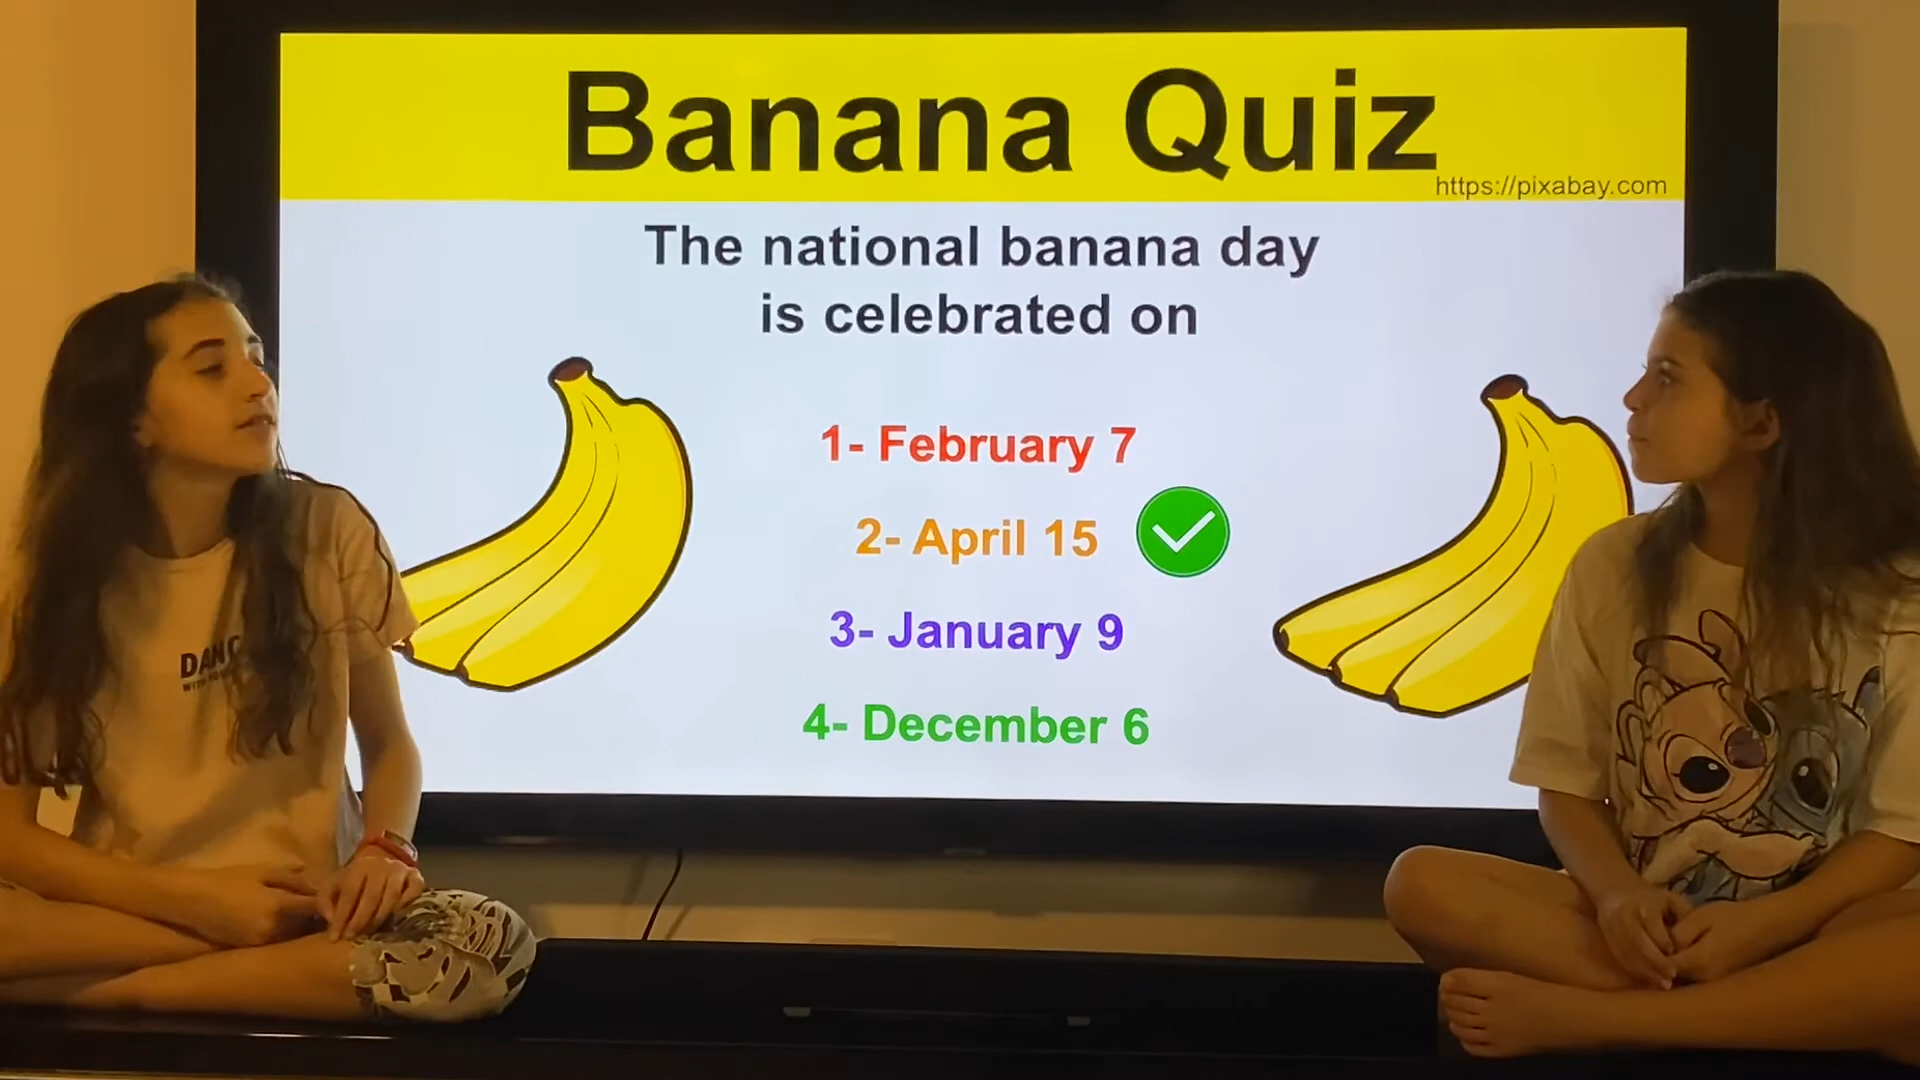 Banana Quiz
https://pixabay.com
The national banana day
is celebrated on
1- February 7
2- April 15
3- January 9
4- December 6